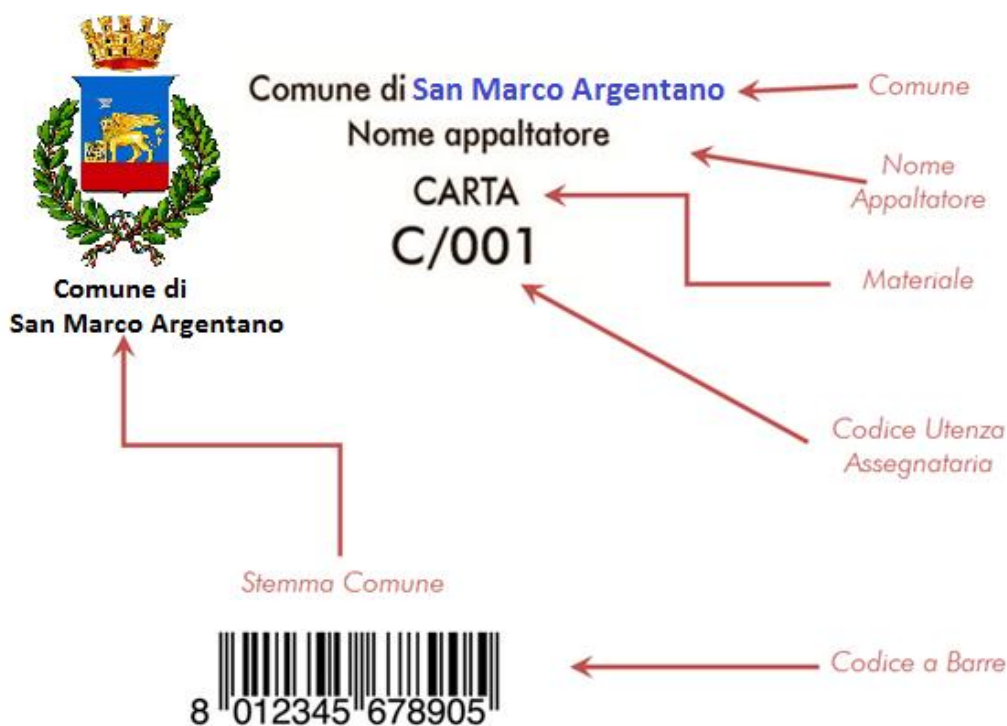 Comune di San Marco Argentano
Comune
Nome appaltatore
Nome
Appaltatore
CARTA
C/001
Materiale
Comune di
San Marco Argentano
Codice Utenza
Assegnataria
Stemma Comune
Codice a Barre
8 012345 678905